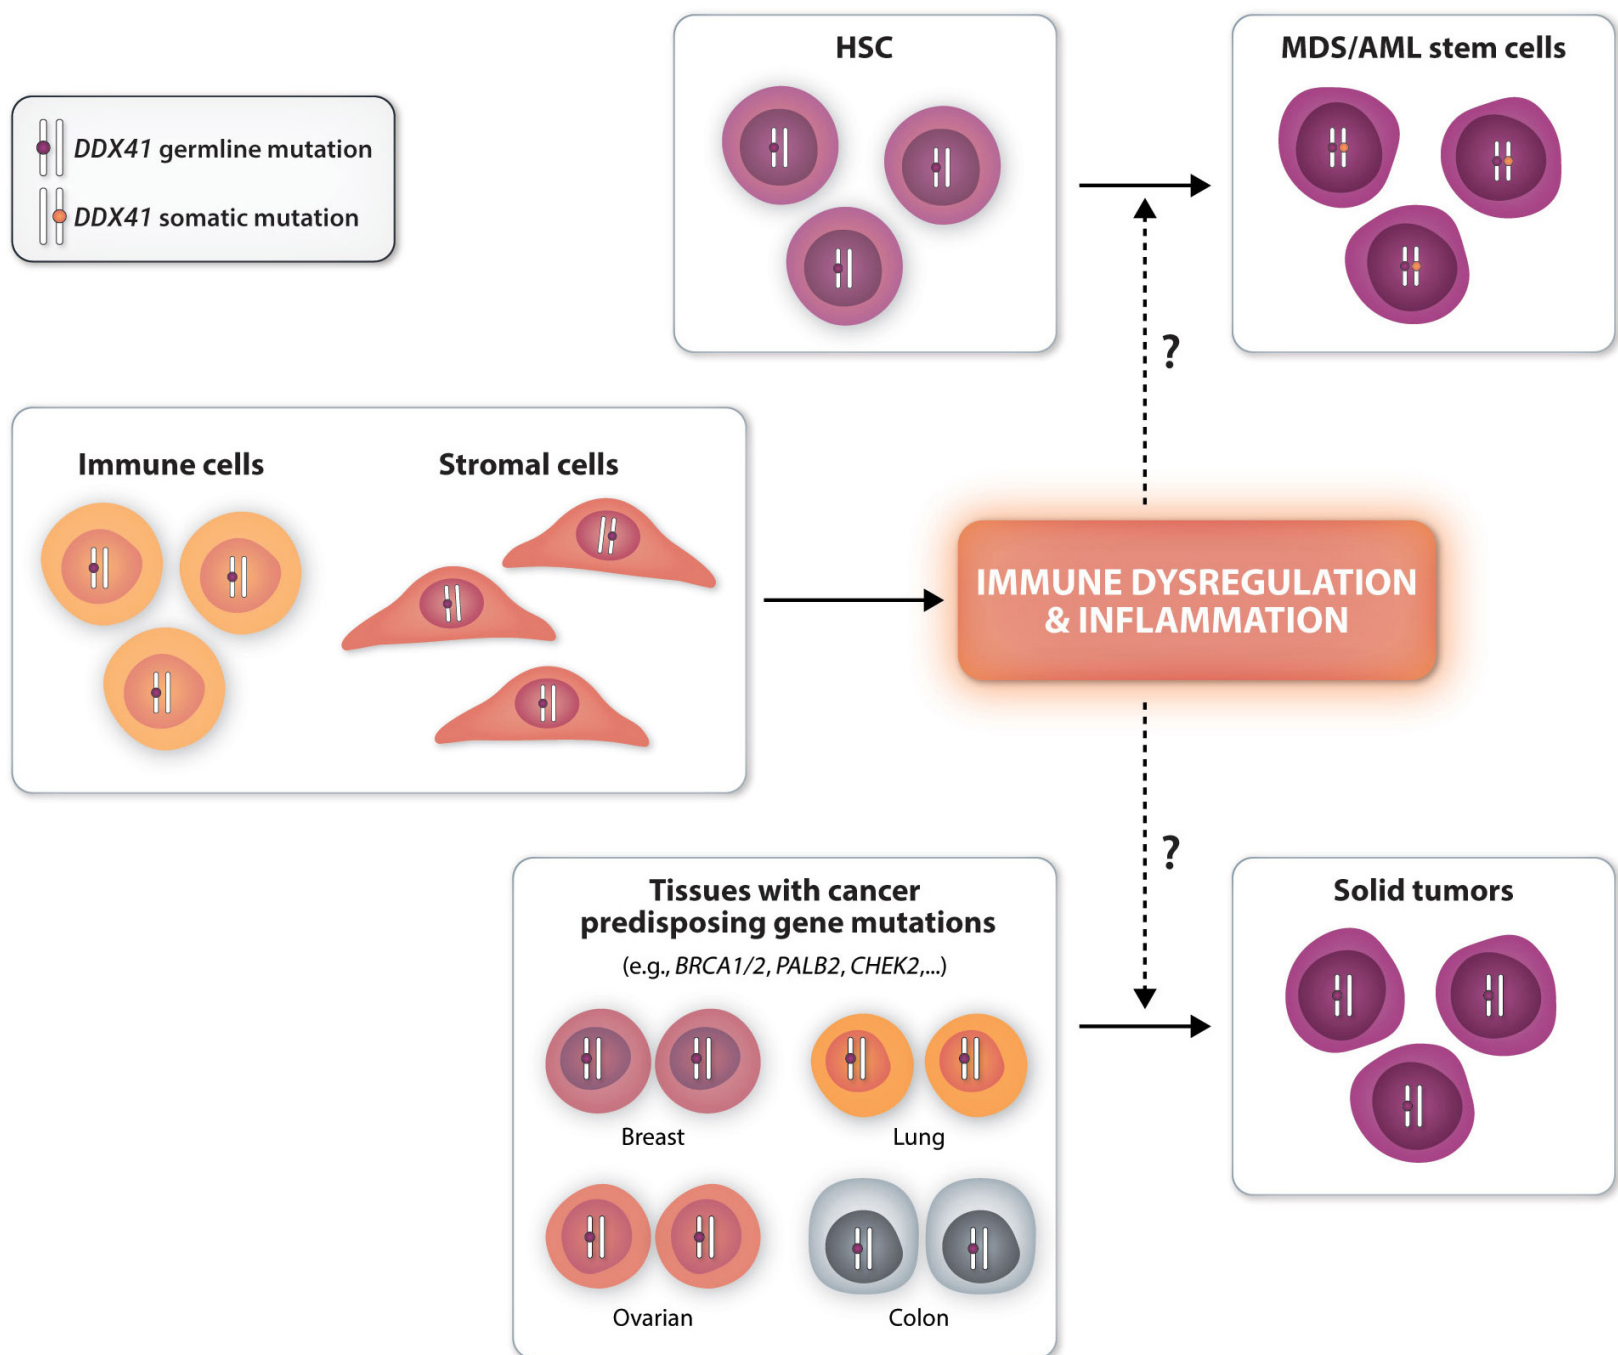 HSC
MDS/AML stem cells
DDX41 germline mutation
DDX41 somatic mutation
?
Immune cells
Stromal cells
IMMUNE DYSREGULATION
& INFLAMMATION
?
Tissues with cancer
predisposing gene mutations
(e.g., BRCA1/2, PALB2, CHEK2,...)
Solid tumors
Breast
Lung
Ovarian
Colon